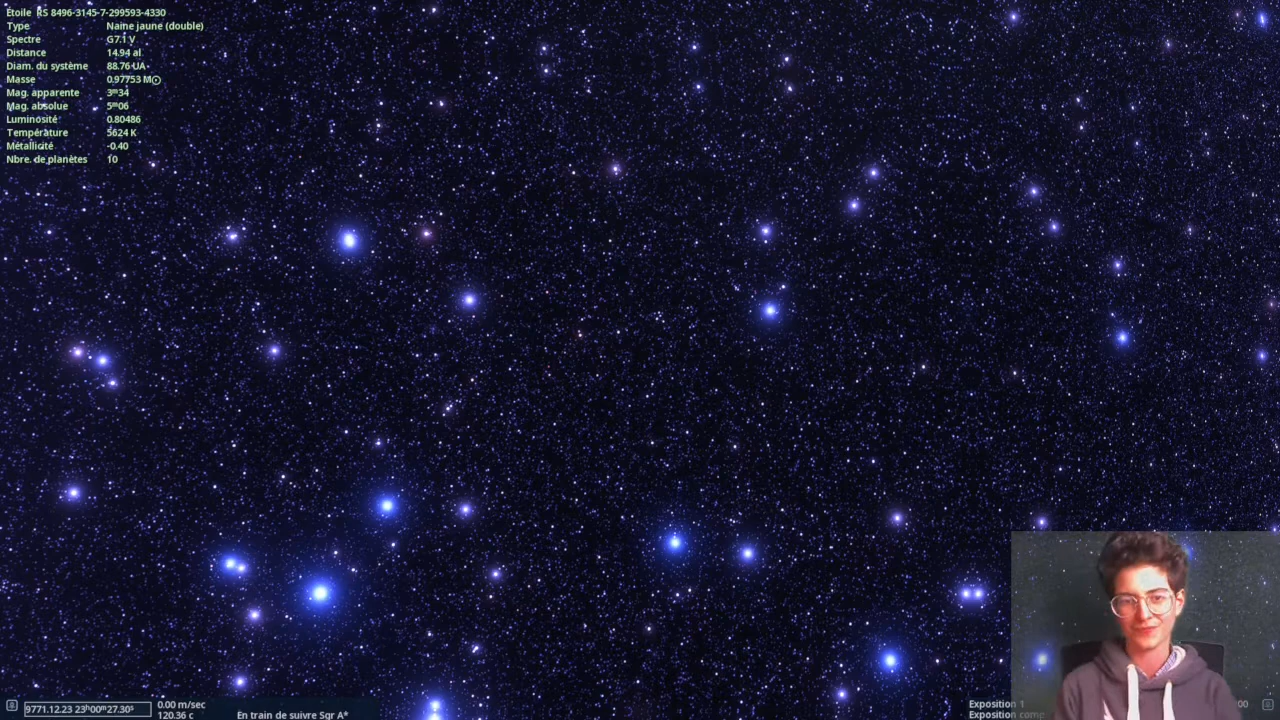 Étoile RS 8496-3145-7-299593-4330
Type Naine jaune (double)
Spectre G7.1 V
Distance 14.94 al
Diam. du système 88.76 UA
Masse 0.97753 M☉
Mag. apparente 3ᵐ34
Mag. absolue 5ᵐ06
Luminosité 0.80486
Température 5624 K
Métallicité -0.40
Nbre. de planètes 10
9771.12.23 23ʰ00ᵐ27.30ˢ
0.00 m/sec
120.36 c
En train de suivre Sgr A*
Exposition 1
Exposition comp
00